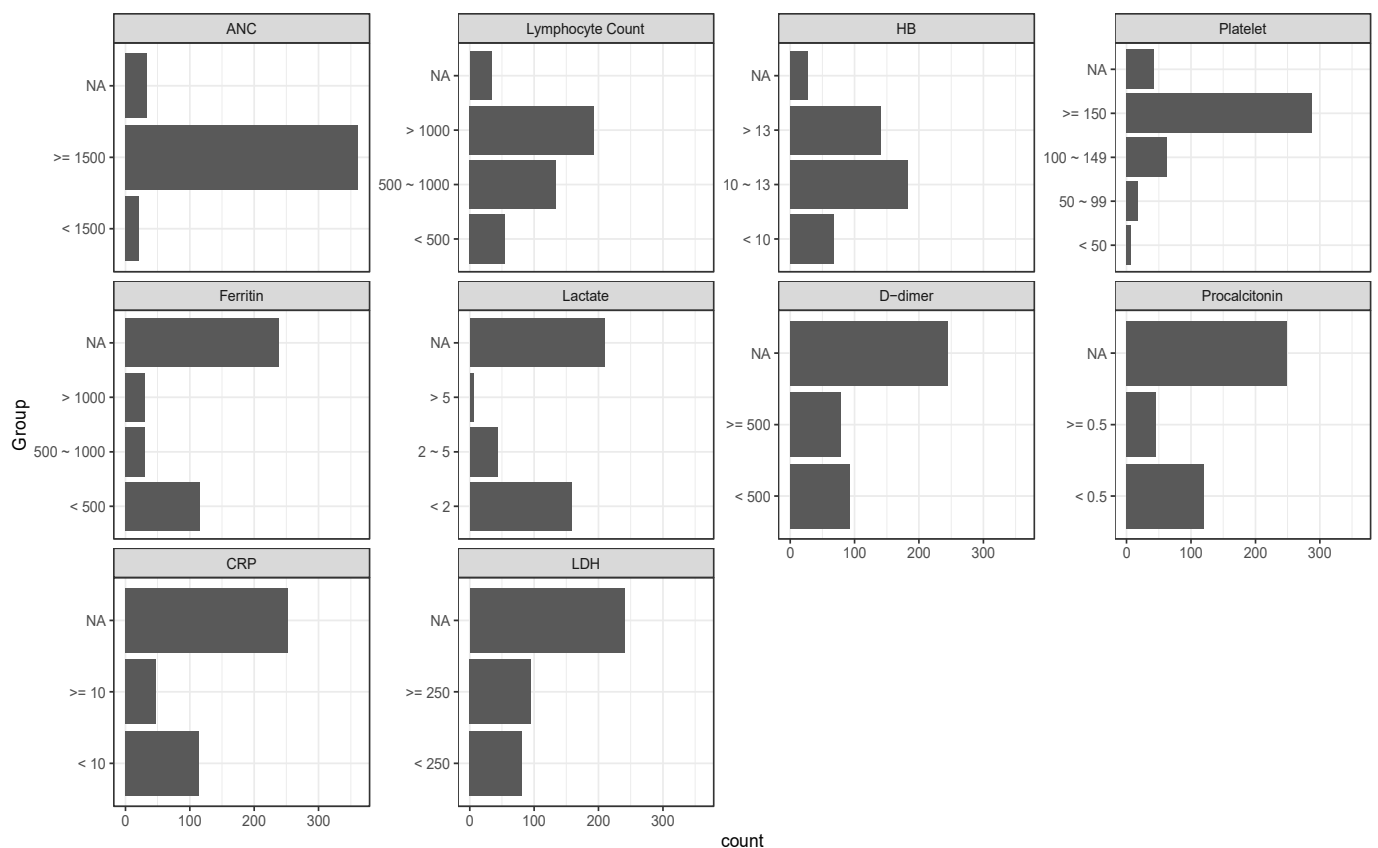 ANC
NA
>= 1500
< 1500
Lymphocyte Count
NA
> 1000
500 ~ 1000
< 500
HB
NA
> 13
10 ~ 13
< 10
Platelet
NA
>= 150
100 ~ 149
50 ~ 99
< 50
Group
Ferritin
NA
> 1000
500 ~ 1000
< 500
Lactate
NA
> 5
2 ~ 5
< 2
D−dimer
NA
>= 500
< 500
0 100 200 300
Procalcitonin
NA
>= 0.5
< 0.5
0 100 200 300
CRP
NA
>= 10
< 10
0 100 200 300
LDH
NA
>= 250
< 250
0 100 200 300
count